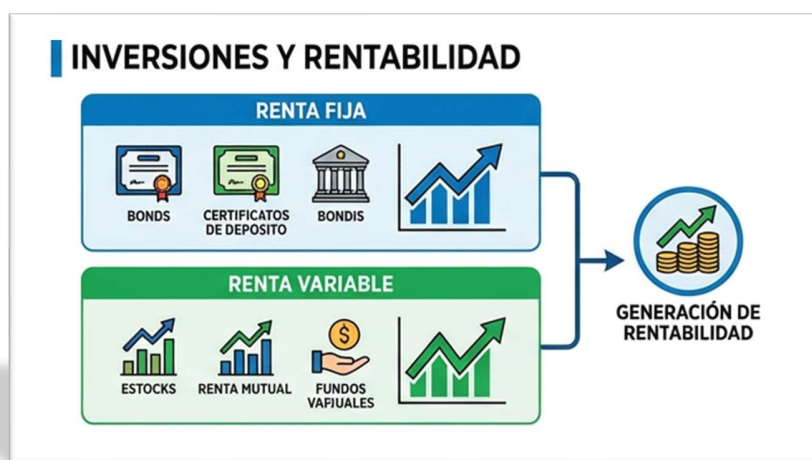 INVERSIONES Y RENTABILIDAD
RENTA FIJA
BONDS
CERTIFICATOS
DE DEPOSITO
BONDIS
RENTA VARIABLE
ESTOCKS
RENTA MUTUAL
FUNDOS
VAFIUALES
$
GENERACIÓN DE
RENTABILIDAD